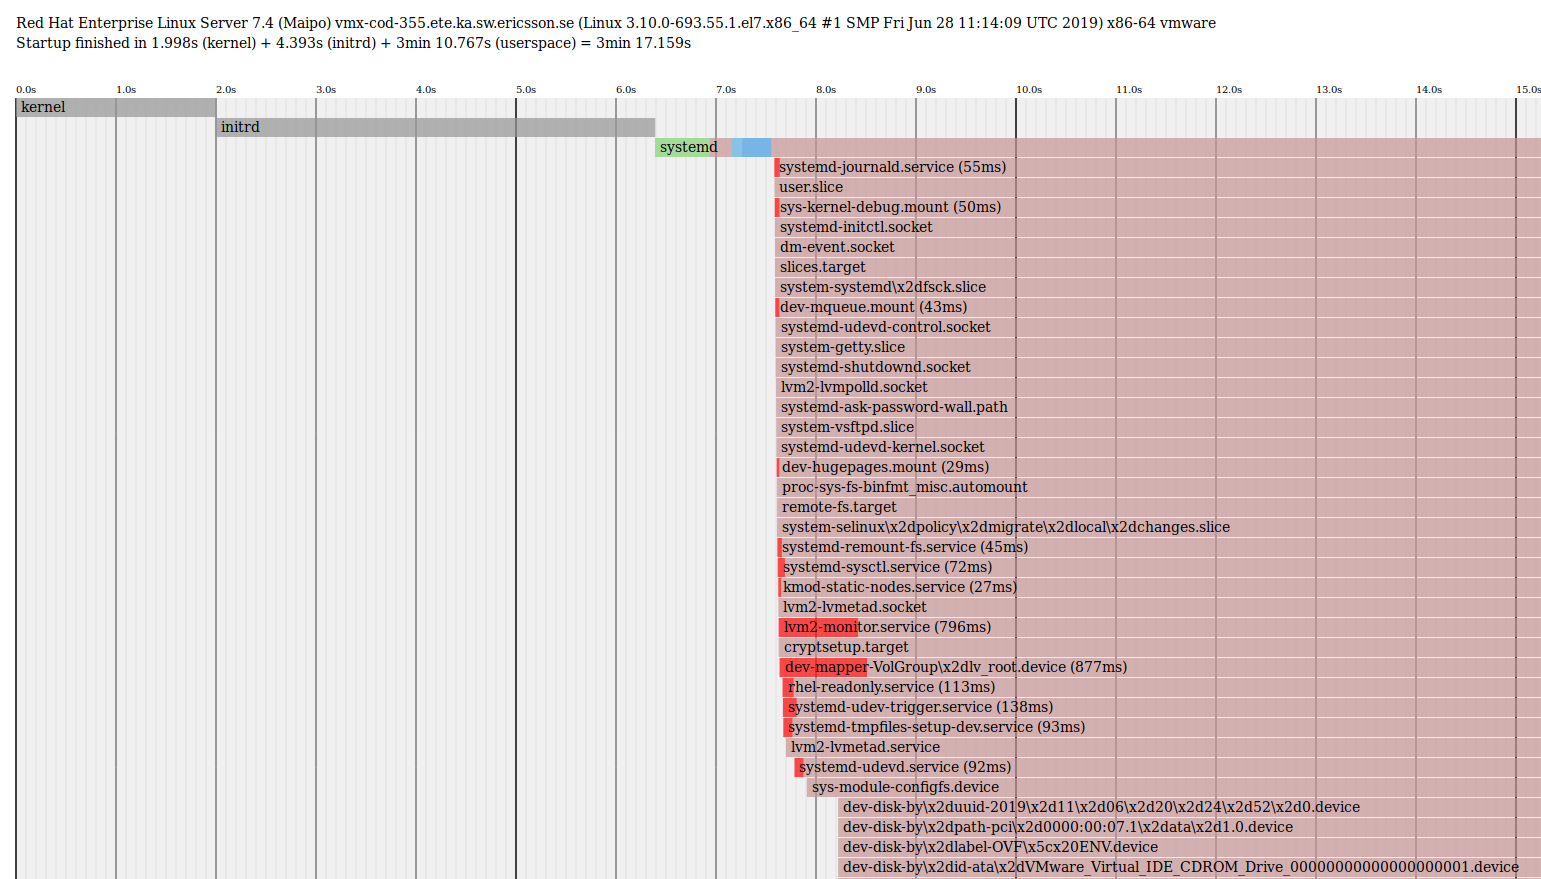 Red Hat Enterprise Linux Server 7.4 (Maipo) vmx-cod-355.ete.ka.sw.ericsson.se (Linux 3.10.0-693.55.1.el7.x86_64 #1 SMP Fri Jun 28 11:14:09 UTC 2019) x86-64 vmware
Startup finished in 1.998s (kernel) + 4.393s (initrd) + 3min 10.767s (userspace) = 3min 17.159s
0.0s 1.0s 2.0s 3.0s 4.0s 5.0s 6.0s 7.0s 8.0s 9.0s 10.0s 11.0s 12.0s 13.0s 14.0s 15.0s
kernel
initrd
systemd
systemd-journald.service (55ms)
user.slice
sys-kernel-debug.mount (50ms)
systemd-initctl.socket
dm-event.socket
slices.target
system-systemd\x2dfsck.slice
dev-mqueue.mount (43ms)
systemd-udevd-control.socket
system-getty.slice
systemd-shutdownd.socket
lvm2-lvmpolld.socket
systemd-ask-password-wall.path
system-vsftpd.slice
systemd-udevd-kernel.socket
dev-hugepages.mount (29ms)
proc-sys-fs-binfmt_misc.automount
remote-fs.target
system-selinux\x2dpolicy\x2dmigrate\x2dlocal\x2dchanges.slice
systemd-remount-fs.service (45ms)
systemd-sysctl.service (72ms)
kmod-static-nodes.service (27ms)
lvm2-lvmetad.socket
lvm2-monitor.service (796ms)
cryptsetup.target
dev-mapper-VolGroup\x2dlv_root.device (877ms)
rhel-readonly.service (113ms)
systemd-udev-trigger.service (138ms)
systemd-tmpfiles-setup-dev.service (93ms)
lvm2-lvmetad.service
systemd-udevd.service (92ms)
sys-module-configfs.device
dev-disk-by\x2duuid-2019\x2d11\x2d06\x2d20\x2d24\x2d52\x2d0.device
dev-disk-by\x2dpath-pci\x2d0000:00:07.1\x2data\x2d1.0.device
dev-disk-by\x2dlabel-OVF\x5cx20ENV.device
dev-disk-by\x2did-ata\x2dVMware_Virtual_IDE_CDROM_Drive_00000000000000000001.device